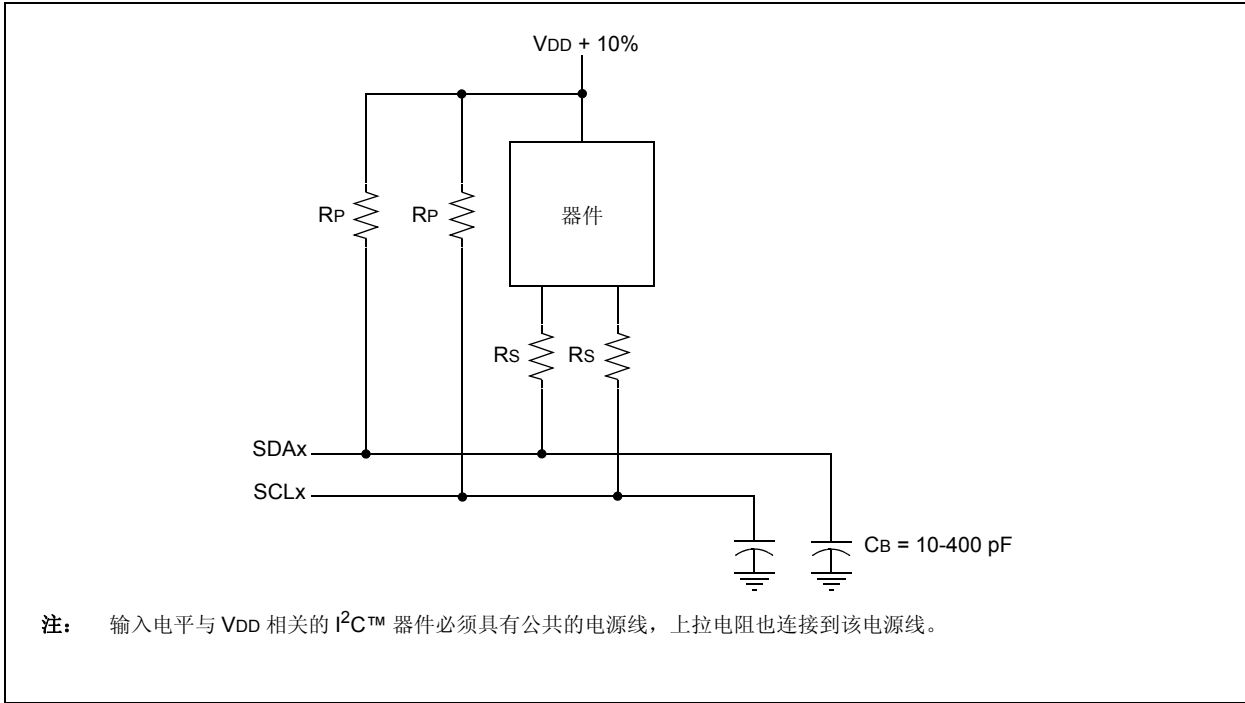 VDD + 10%
RP
RP
器件
RS
RS
SDAx
SCLx
CB = 10-400 pF
注： 输入电平与 VDD 相关的 I²C™ 器件必须具有公共的电源线，上拉电阻也连接到该电源线。